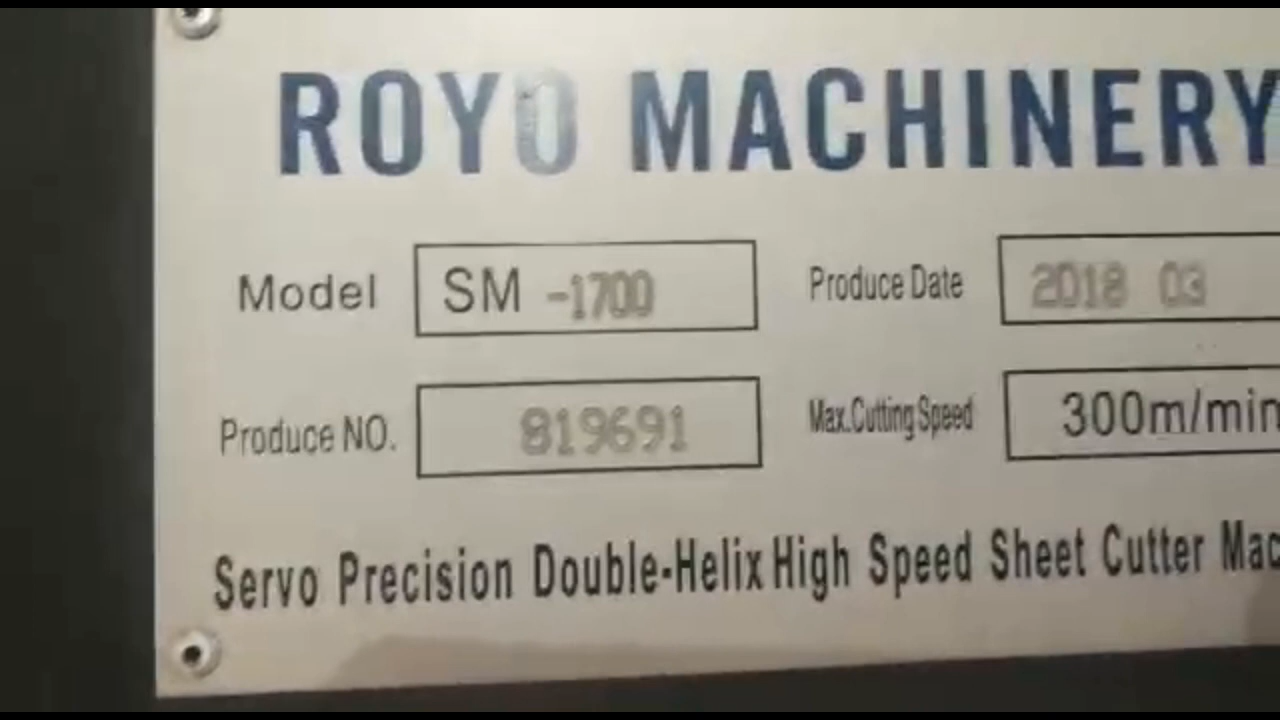 ROYO MACHINERY
Model SM -1700 Produce Date 2018 03
Produce NO. 819691 Max.Cutting Speed 300m/min
Servo Precision Double-Helix High Speed Sheet Cutter Mac